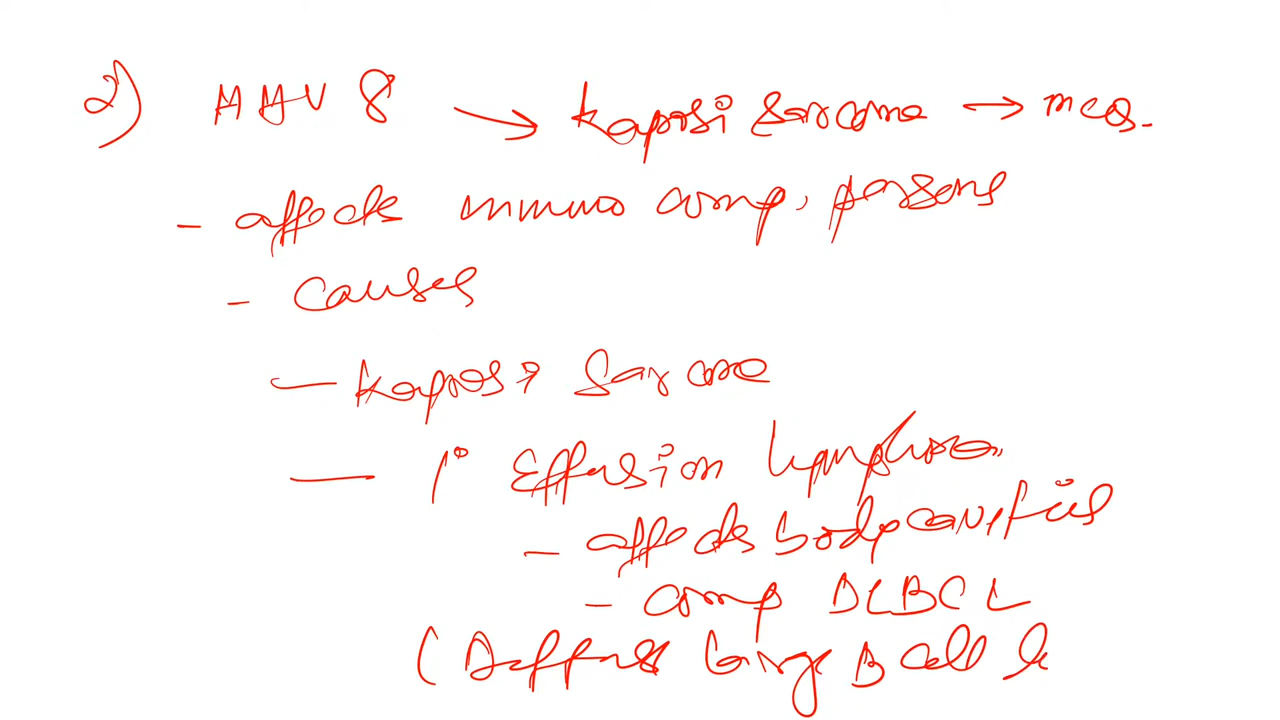 2) HHV 8 → Kaposi Sarcoma → mcq.
- affects immuno comp. persons
- causes
- Kaposi Sarcoma
- 1° Effusion lymphoma
- affects body cavities
- comp DLBCL
(Diffuse large B cell l